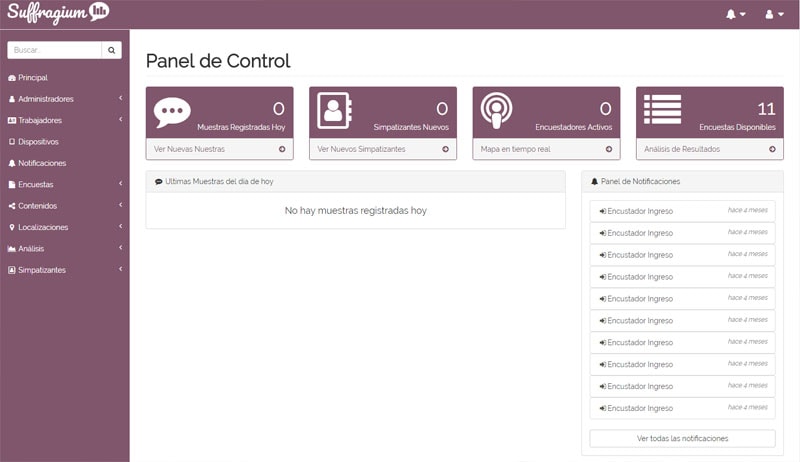 Suffragium
Buscar...
Principal
Administradores
Trabajadores
Dispositivos
Notificaciones
Encuestas
Contenidos
Localizaciones
Análisis
Simpatizantes
Panel de Control
0
Muestras Registradas Hoy
Ver Nuevas Nuestras
0
Simpatizantes Nuevos
Ver Nuevos Simpatizantes
0
Encuestadores Activos
Mapa en tiempo real
11
Encuestas Disponibles
Análisis de Resultados
Ultimas Muestras del día de hoy
No hay muestras registradas hoy
Panel de Notificaciones
Encustador Ingreso hace 4 meses
Encustador Ingreso hace 4 meses
Encustador Ingreso hace 4 meses
Encustador Ingreso hace 4 meses
Encustador Ingreso hace 4 meses
Encustador Ingreso hace 4 meses
Encustador Ingreso hace 4 meses
Encustador Ingreso hace 4 meses
Encustador Ingreso hace 4 meses
Encustador Ingreso hace 4 meses
Ver todas las notificaciones